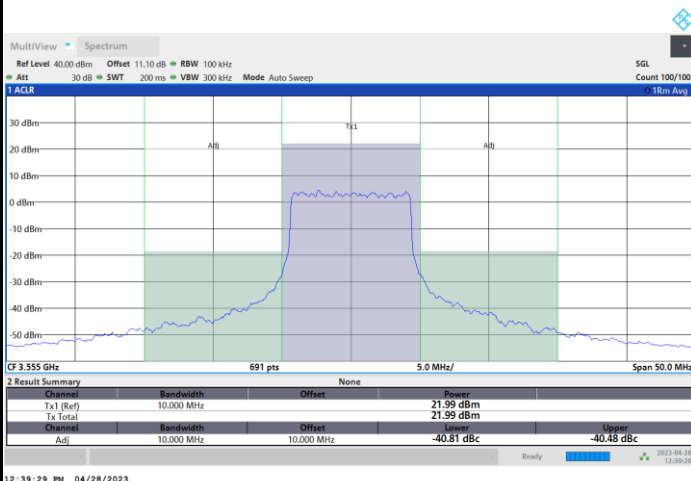 MultiView Spectrum
Ref Level 40.00 dBm Offset 11.10 dB RBW 100 kHz SGL
Att 30 dB SWT 200 ms VBW 300 kHz Mode Auto Sweep Count 100/100
1 ACLR 1Rm Avg
30 dBm
Tx1
20 dBm Adj Adj
10 dBm
0 dBm
-10 dBm
-20 dBm
-30 dBm
-40 dBm
-50 dBm
CF 3.555 GHz 691 pts 5.0 MHz/ Span 50.0 MHz
2 Result Summary None
Channel Bandwidth Offset Power
Tx1 (Ref) 10.000 MHz 21.99 dBm
Tx Total 21.99 dBm
Channel Bandwidth Offset Lower Upper
Adj 10.000 MHz 10.000 MHz -40.81 dBc -40.48 dBc
Ready 2023-04-28
12:39:28
12:39:29 PM 04/28/2023